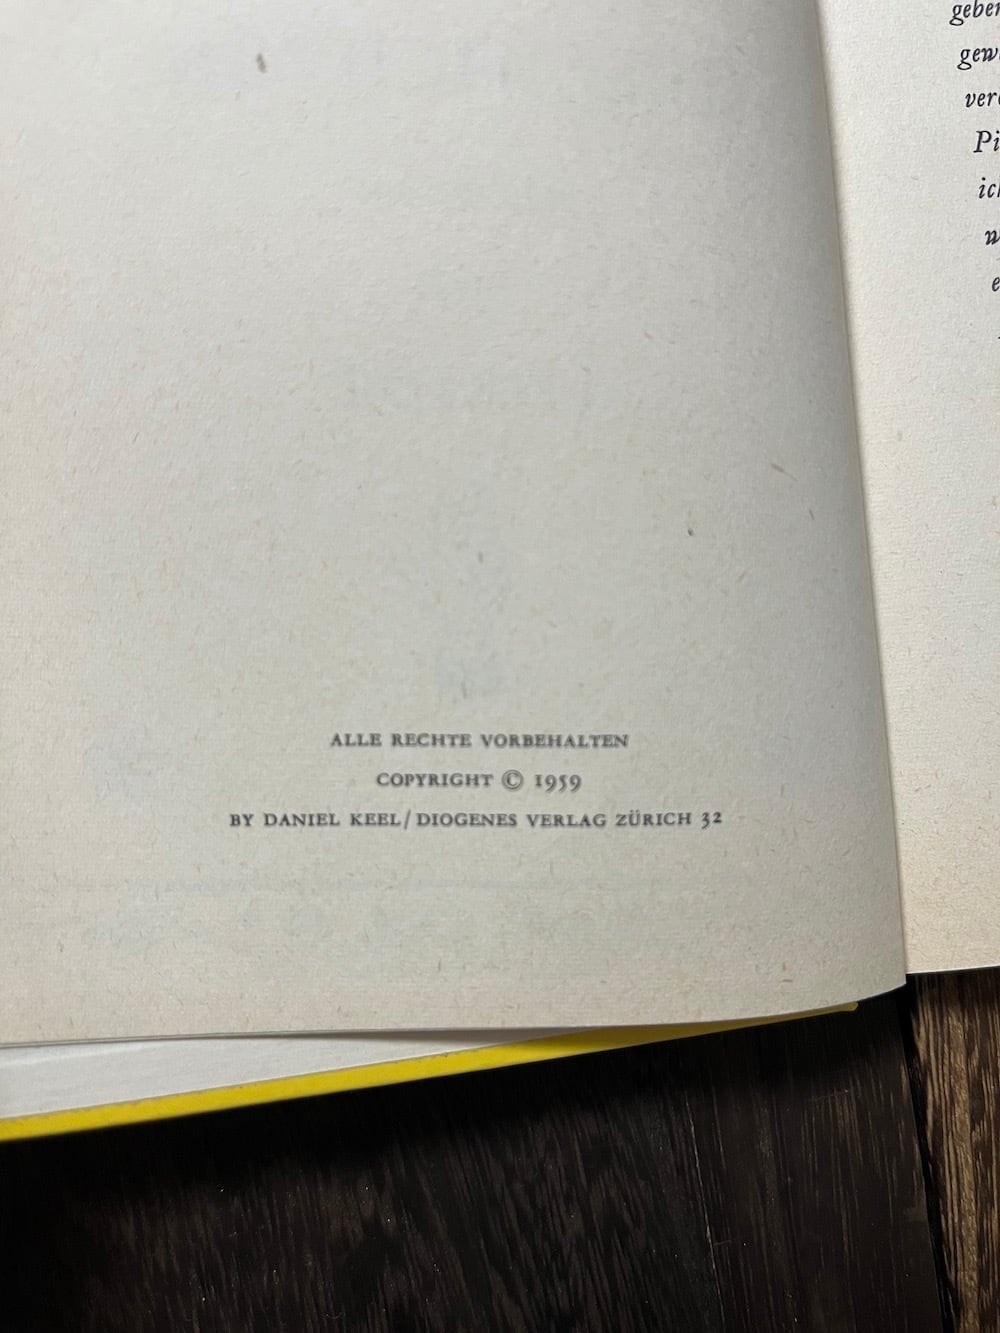 ALLE RECHTE VORBEHALTEN
COPYRIGHT © 1959
BY DANIEL KEEL/DIOGENES VERLAG ZÜRICH 32